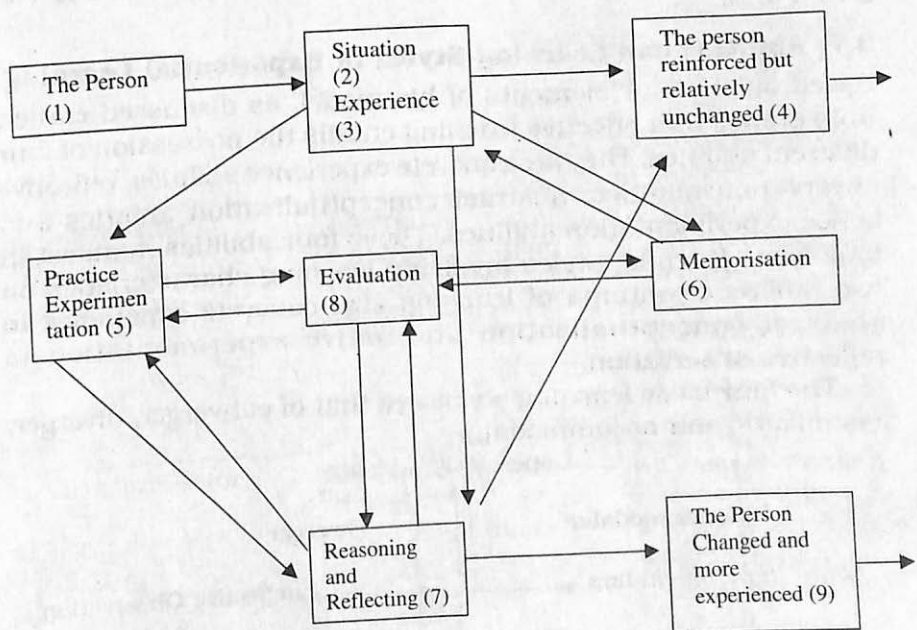 The Perso
(1)
Situation
(2)
Experience
(3)
The person
reinforced but
relatively
unchanged (4)
Practice
Experimen
tation (5)
Evaluation
(8)
Memorisation
(6)
Reasoning
and
Reflecting (7)
The Person
Changed and
more
experienced (9)